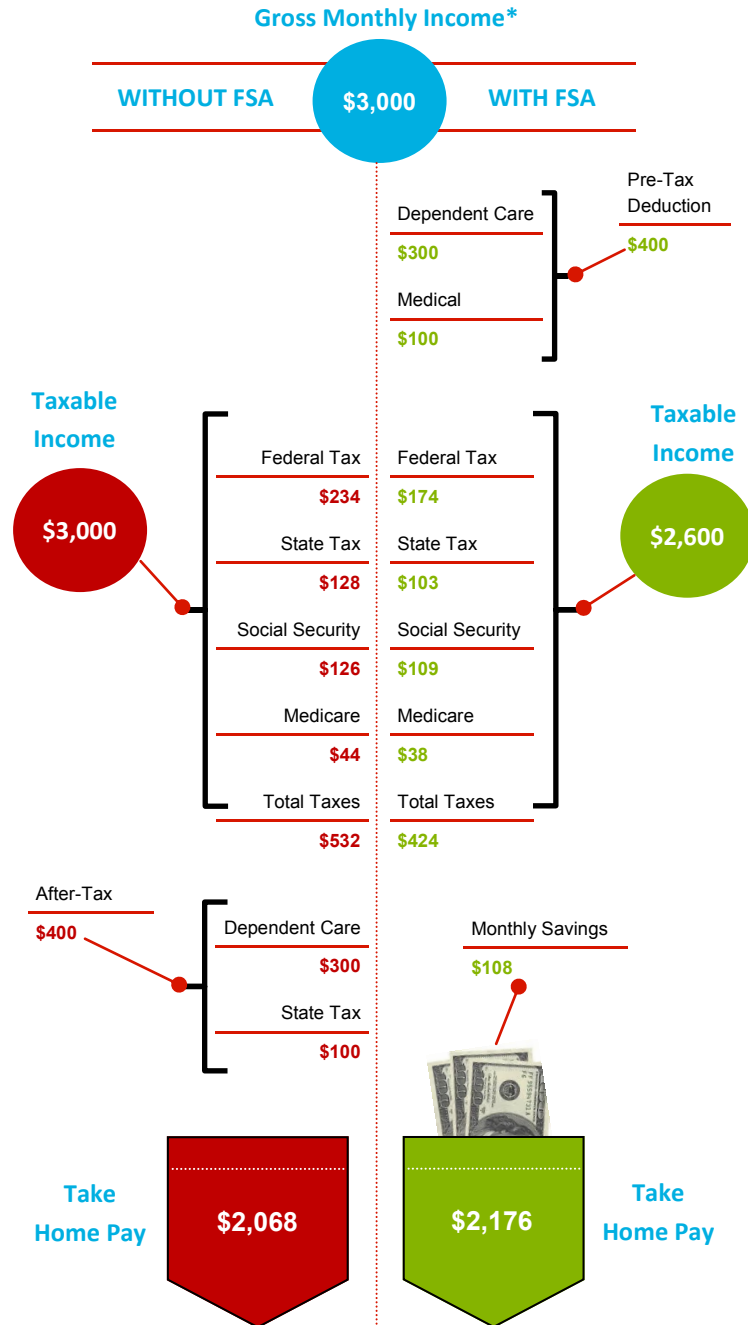 Gross Monthly Income*
WITHOUT FSA
$3,000
WITH FSA
Pre-Tax
Deduction
$400
Dependent Care
$300
Medical
$100
Taxable
Income
$3,000
Federal Tax
$234
State Tax
$128
Social Security
$126
Medicare
$44
Total Taxes
$532
Federal Tax
$174
State Tax
$103
Social Security
$109
Medicare
$38
Total Taxes
$424
Taxable
Income
$2,600
After-Tax
$400
Dependent Care
$300
State Tax
$100
Monthly Savings
$108
Take
Home Pay
$2,068
$2,176
Take
Home Pay